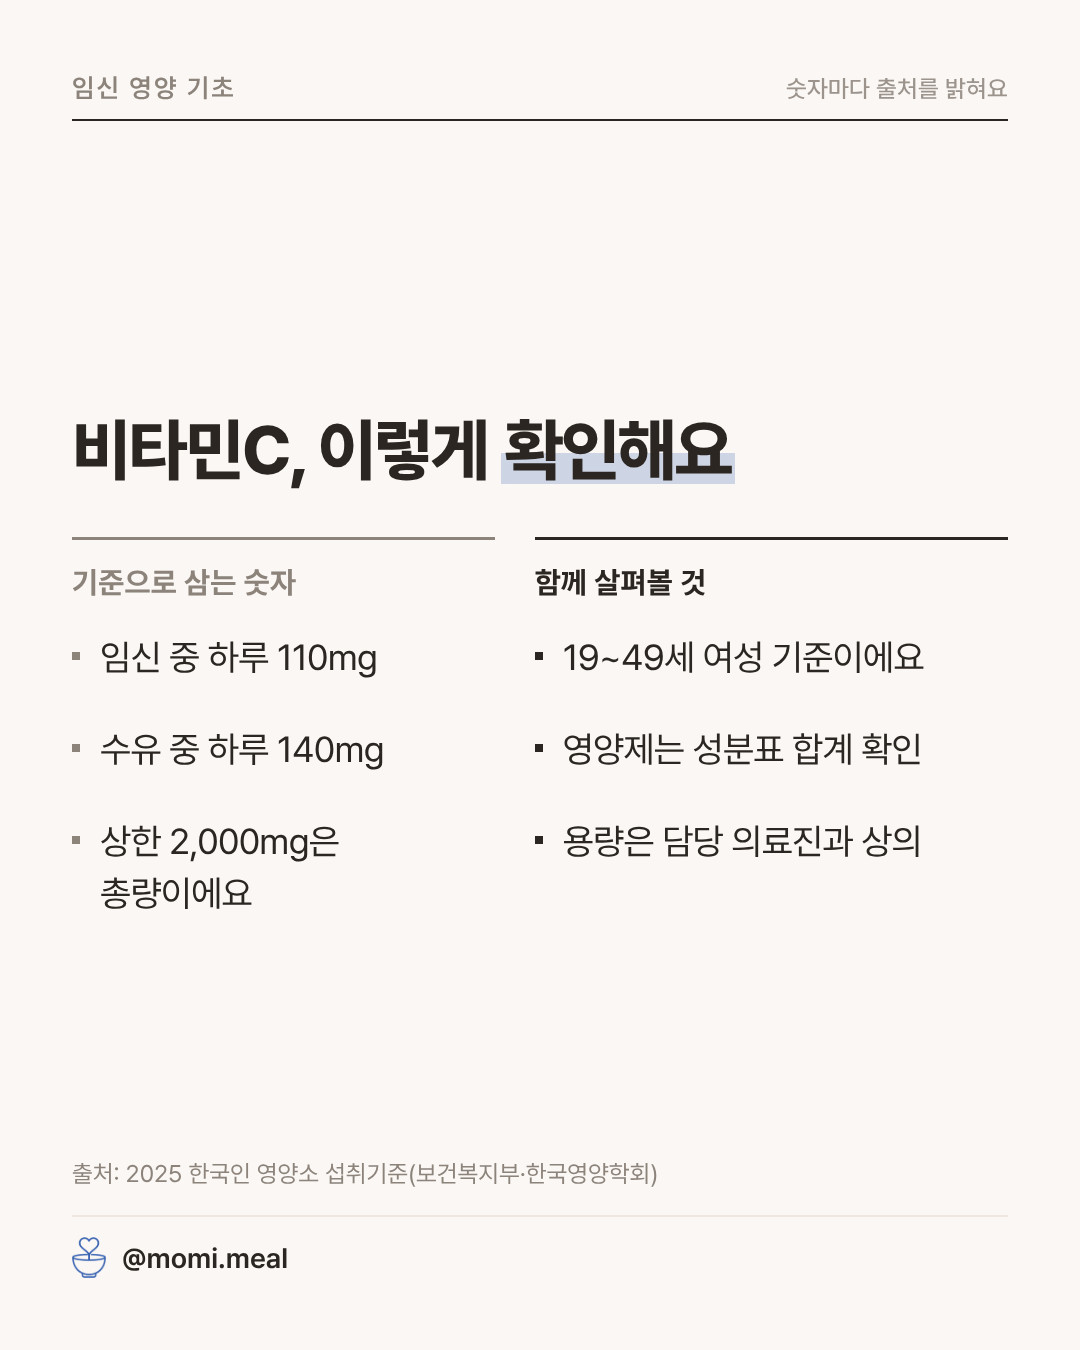 임신 영양 기초
숫자마다 출처를 밝혀요
비타민C, 이렇게 확인해요
기준으로 삼는 숫자
임신 중 하루 110mg
수유 중 하루 140mg
상한 2,000mg은
총량이에요
함께 살펴볼 것
19~49세 여성 기준이에요
영양제는 성분표 합계 확인
용량은 담당 의료진과 상의
출처: 2025 한국인 영양소 섭취기준(보건복지부·한국영양학회)
@momi.meal